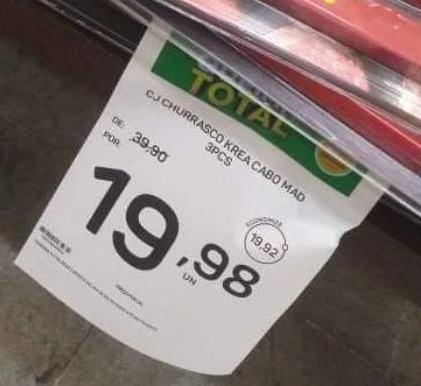 TOTAL
CJ CHURRASCO KREA CABO MAD
3PCS
DE: 39,90
POR:
19,98
UN
ECONOMIZE
19,92